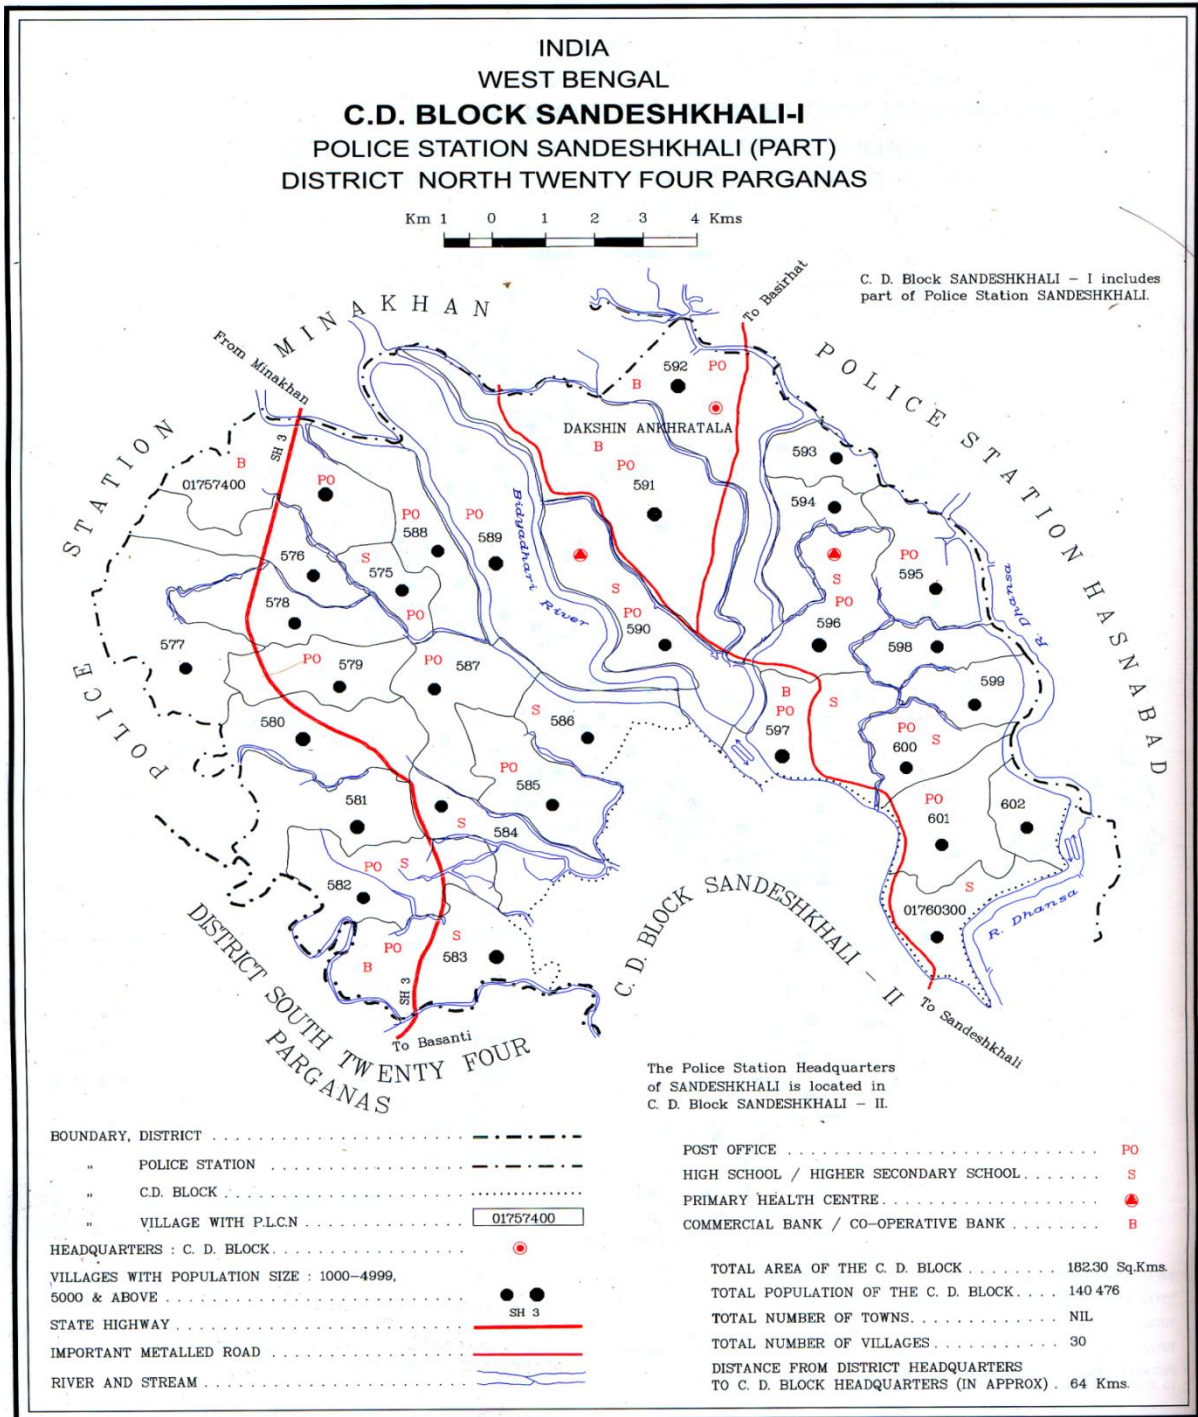 INDIA
WEST BENGAL
C.D. BLOCK SANDESHKHALI-I
POLICE STATION SANDESHKHALI (PART)
DISTRICT NORTH TWENTY FOUR PARGANAS
Km 1 0 1 2 3 4 Kms
C. D. Block SANDESHKHALI – I includes
part of Police Station SANDESHKHALI.
To Basirhat
POLICE STATION MINAKHAN
POLICE STATION HASNABAD
From Minakhan
SH 3
B
01757400
PO
592
B
PO
DAKSHIN ANKHRATALA
B
PO
591
593
594
PO
595
R. Dhansa
PO
588
PO
589
Bidyadhari River
576
S
575
PO
578
577
S
PO
590
S
PO
596
598
599
PO
579
PO
587
580
S
586
B
PO
597
S
PO
S
600
PO
585
581
S
584
PO
601
602
PO
S
582
S
01760300
R. Dhansa
PO
B
S
583
SH 3
To Basanti
To Sandeshkhali
C. D. BLOCK SANDESHKHALI – II
DISTRICT SOUTH TWENTY FOUR
PARGANAS
The Police Station Headquarters
of SANDESHKHALI is located in
C. D. Block SANDESHKHALI – II.
BOUNDARY, DISTRICT
" POLICE STATION
" C.D. BLOCK
" VILLAGE WITH P.L.C.N 01757400
HEADQUARTERS : C. D. BLOCK
VILLAGES WITH POPULATION SIZE : 1000–4999,
5000 & ABOVE
SH 3
STATE HIGHWAY
IMPORTANT METALLED ROAD
RIVER AND STREAM
POST OFFICE PO
HIGH SCHOOL / HIGHER SECONDARY SCHOOL S
PRIMARY HEALTH CENTRE
COMMERCIAL BANK / CO-OPERATIVE BANK B
TOTAL AREA OF THE C. D. BLOCK 182.30 Sq.Kms.
TOTAL POPULATION OF THE C. D. BLOCK 140 476
TOTAL NUMBER OF TOWNS NIL
TOTAL NUMBER OF VILLAGES 30
DISTANCE FROM DISTRICT HEADQUARTERS
TO C. D. BLOCK HEADQUARTERS (IN APPROX) . 64 Kms.